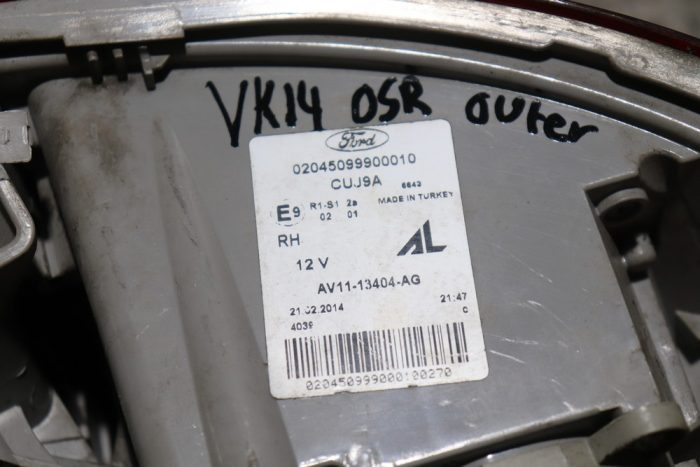 VK14 OSR outer
Ford
02045099900010
CUJ9A 6643
E9 R1-S1 2a MADE IN TURKEY
02 01
RH
AL
12 V
AV11-13404-AG
21.02.2014 21:47
4039 c
020450999000100270